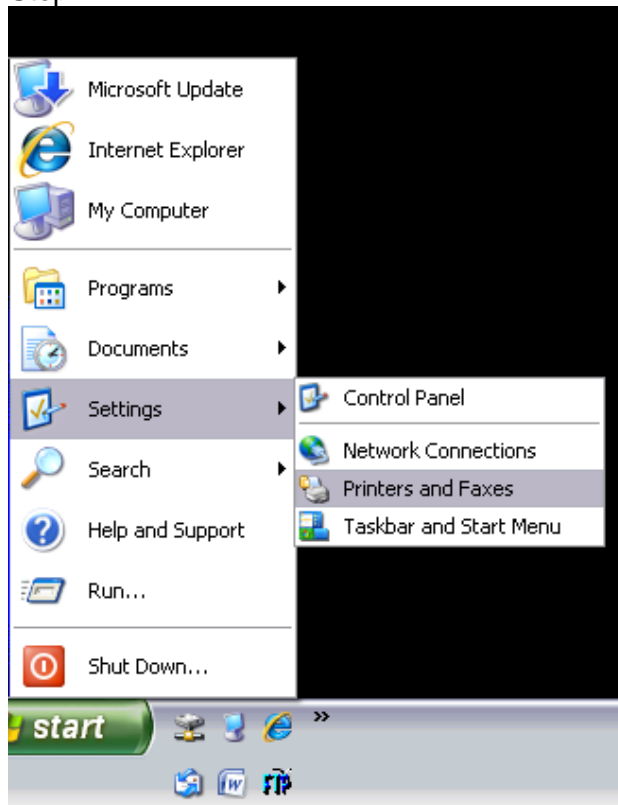 Microsoft Update
Internet Explorer
My Computer
Programs
Documents
Settings
Search
Help and Support
Run...
Shut Down...
Control Panel
Network Connections
Printers and Faxes
Taskbar and Start Menu
start
»
W
FTP